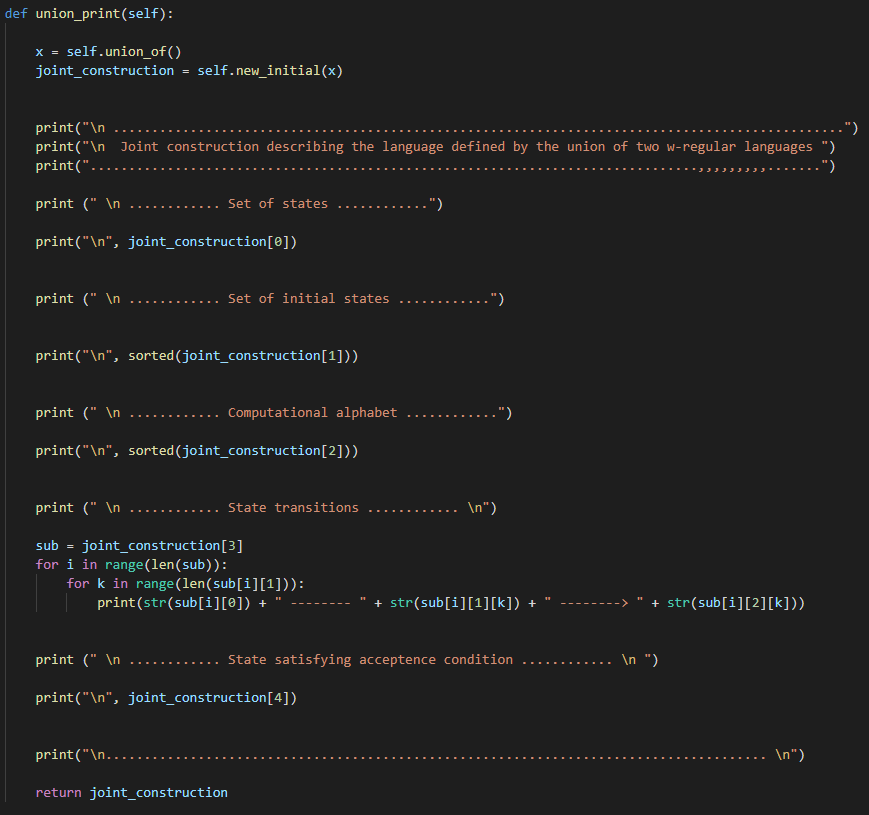 def union_print(self):
x = self.union_of()
joint_construction = self.new_initial(x)
print("\n ...............................................................................................")
print("\n  Joint construction describing the language defined by the union of two w-regular languages ")
print("...............................................................................,,,,,,,,,.......")
print (" \n ............ Set of states ............")
print("\n", joint_construction[0])
print (" \n ............ Set of initial states ............")
print("\n", sorted(joint_construction[1]))
print (" \n ............ Computational alphabet ............")
print("\n", sorted(joint_construction[2]))
print (" \n ............ State transitions ............ \n")
sub = joint_construction[3]
for i in range(len(sub)):
for k in range(len(sub[i][1])):
print(str(sub[i][0]) + " -------- " + str(sub[i][1][k]) + " --------> " + str(sub[i][2][k]))
print (" \n ............ State satisfying acceptence condition ............ \n ")
print("\n", joint_construction[4])
print("\n...................................................................................... \n")
return joint_construction